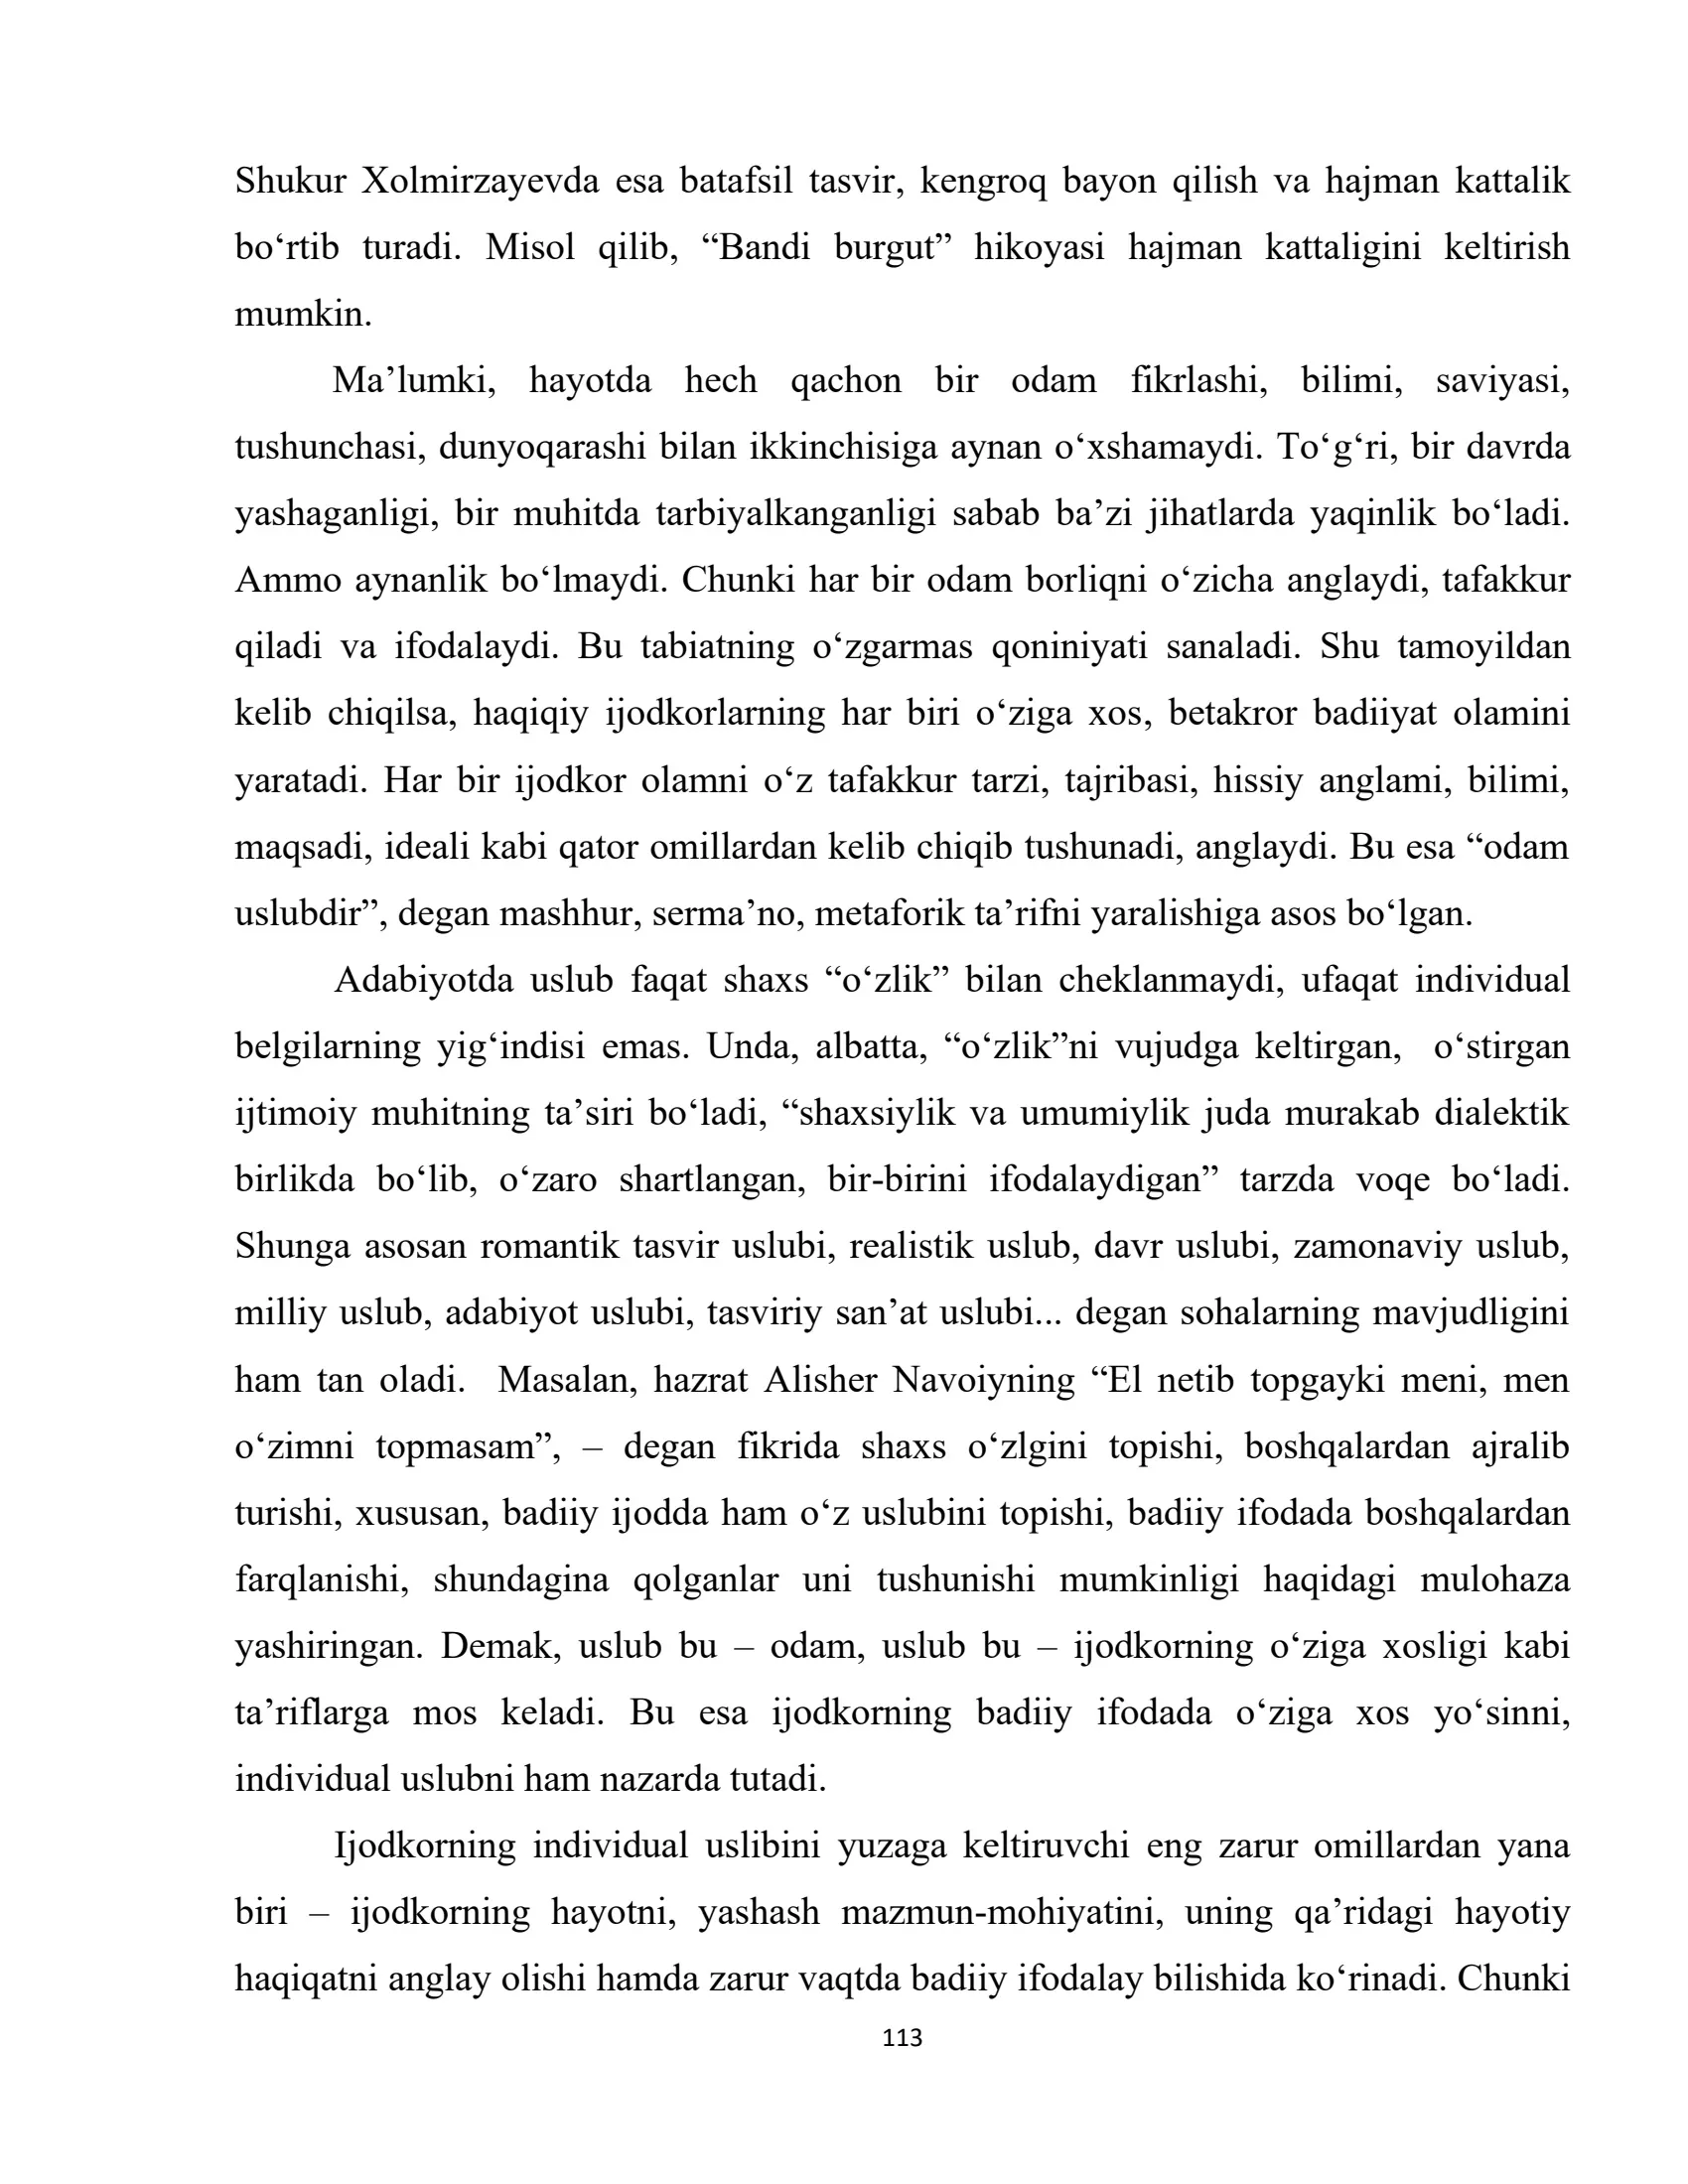 Shukur Xolmirzayevda esa batafsil tasvir, kengroq bayon qilish va hajman kattalik
bo‘rtib turadi. Misol qilib, “Bandi burgut” hikoyasi hajman kattaligini keltirish
mumkin.
Ma’lumki, hayotda hech qachon bir odam fikrlashi, bilimi, saviyasi,
tushunchasi, dunyoqarashi bilan ikkinchisiga aynan o‘xshamaydi. To‘g‘ri, bir davrda
yashaganligi, bir muhitda tarbiyalkanganligi sabab ba’zi jihatlarda yaqinlik bo‘ladi.
Ammo aynanlik bo‘lmaydi. Chunki har bir odam borliqni o‘zicha anglaydi, tafakkur
qiladi va ifodalaydi. Bu tabiatning o‘zgarmas qoniniyati sanaladi. Shu tamoyildan
kelib chiqilsa, haqiqiy ijodkorlarning har biri o‘ziga xos, betakror badiiyat olamini
yaratadi. Har bir ijodkor olamni o‘z tafakkur tarzi, tajribasi, hissiy anglami, bilimi,
maqsadi, ideali kabi qator omillardan kelib chiqib tushunadi, anglaydi. Bu esa “odam
uslubdir”, degan mashhur, serma’no, metaforik ta’rifni yaralishiga asos bo‘lgan.
Adabiyotda uslub faqat shaxs “o‘zlik” bilan cheklanmaydi, ufaqat individual
belgilarning yig‘indisi emas. Unda, albatta, “o‘zlik”ni vujudga keltirgan, o‘stirgan
ijtimoiy muhitning ta’siri bo‘ladi, “shaxsiylik va umumiylik juda murakab dialektik
birlikda bo‘lib, o‘zaro shartlangan, bir-birini ifodalaydigan” tarzda voqe bo‘ladi.
Shunga asosan romantik tasvir uslubi, realistik uslub, davr uslubi, zamonaviy uslub,
milliy uslub, adabiyot uslubi, tasviriy san’at uslubi... degan sohalarning mavjudligini
ham tan oladi. Masalan, hazrat Alisher Navoiyning “El netib topgayki meni, men
o‘zimni topmasam”, – degan fikrida shaxs o‘zlgini topishi, boshqalardan ajralib
turishi, xususan, badiiy ijodda ham o‘z uslubini topishi, badiiy ifodada boshqalardan
farqlanishi, shundagina qolganlar uni tushunishi mumkinligi haqidagi mulohaza
yashiringan. Demak, uslub bu – odam, uslub bu – ijodkorning o‘ziga xosligi kabi
ta’riflarga mos keladi. Bu esa ijodkorning badiiy ifodada o‘ziga xos yo‘sinni,
individual uslubni ham nazarda tutadi.
Ijodkorning individual uslibini yuzaga keltiruvchi eng zarur omillardan yana
biri – ijodkorning hayotni, yashash mazmun-mohiyatini, uning qa’ridagi hayotiy
haqiqatni anglay olishi hamda zarur vaqtda badiiy ifodalay bilishida ko‘rinadi. Chunki
113